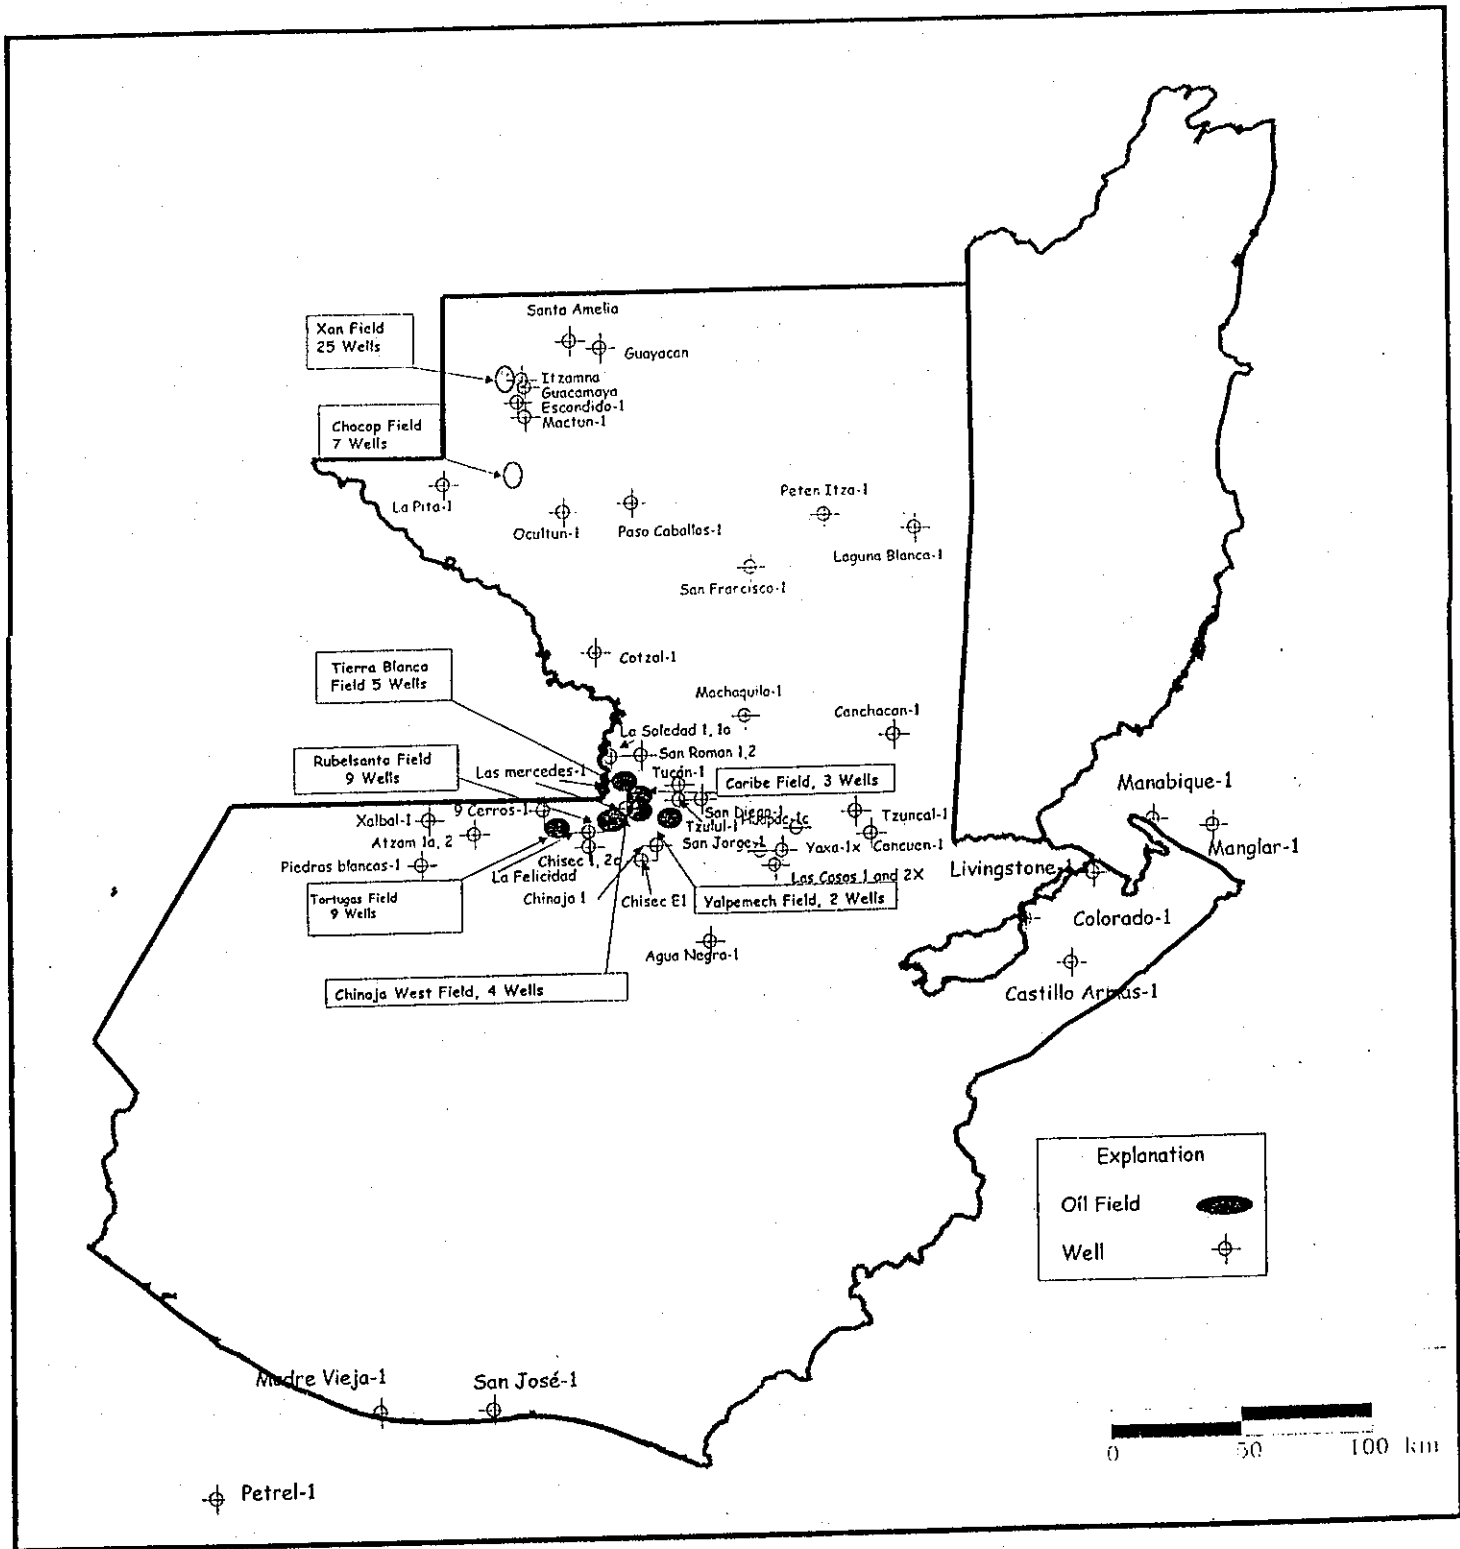 Santa Amelia
Xan Field
25 Wells
Guayacan
Itzamna
Guacamaya
Escondido-1
Mactun-1
Chocop Field
7 Wells
La Pita-1
Peten Itza-1
Ocultun-1
Paso Caballos-1
Laguna Blanca-1
San Francisco-1
Tierra Blanca
Field 5 Wells
Cotzal-1
Machaquila-1
Canchacan-1
La Soledad 1, 1a
San Roman 1,2
Rubelsanto Field
9 Wells
Las mercedes-1
Tucán-1
Caribe Field, 3 Wells
Manabique-1
9 Cerros-1
San Diego-1
Tzuncal-1
Xalbal-1
Tzulul-1
Atzam 1a, 2
San Jorge-1
Yaxa-1x
Cancuen-1
Manglar-1
Piedras blancas-1
Chisec 1, 2a
La Felicidad
Las Casas 1 and 2X
Livingstone-1
Tortugas Field
9 Wells
Chinaja 1
Chisec E1
Yalpemech Field, 2 Wells
Colorado-1
Agua Negra-1
Chinaja West Field, 4 Wells
Castillo Armas-1
Explanation
Oil Field
Well
Madre Vieja-1
San José-1
0
50
100 km
Petrel-1